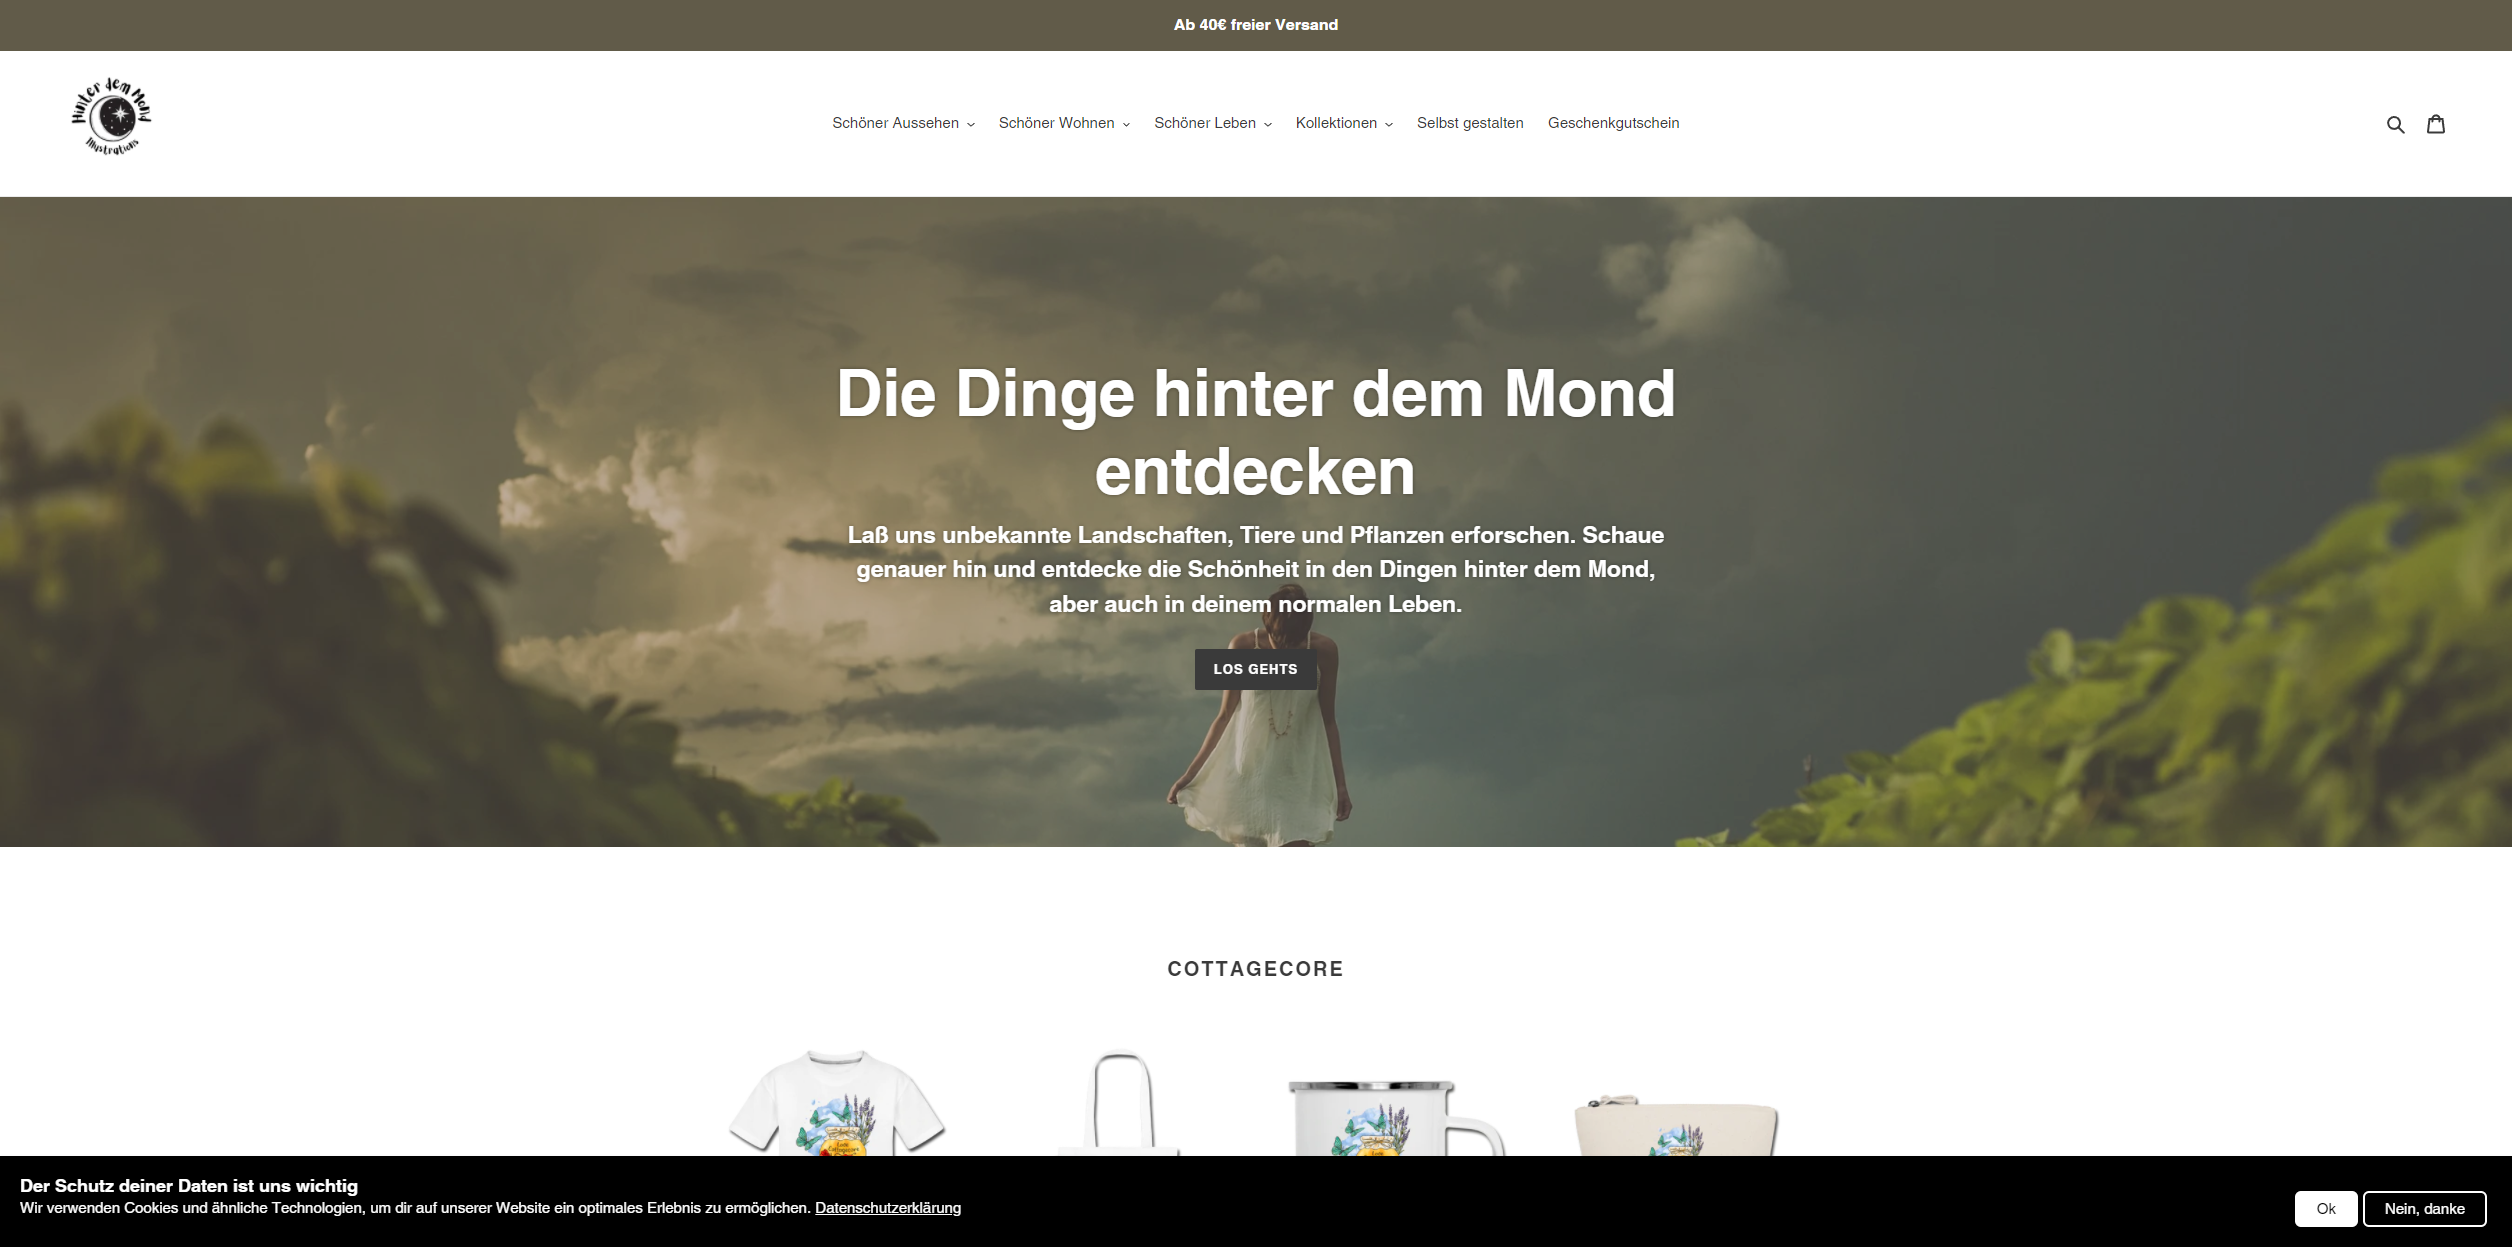 Ab 40€ freier Versand
Hinter dem Mond
Illustrations
Schöner Aussehen
Schöner Wohnen
Schöner Leben
Kollektionen
Selbst gestalten
Geschenkgutschein
Die Dinge hinter dem Mond
entdecken
Laß uns unbekannte Landschaften, Tiere und Pflanzen erforschen. Schaue
genauer hin und entdecke die Schönheit in den Dingen hinter dem Mond,
aber auch in deinem normalen Leben.
LOS GEHTS
COTTAGECORE
Der Schutz deiner Daten ist uns wichtig
Wir verwenden Cookies und ähnliche Technologien, um dir auf unserer Website ein optimales Erlebnis zu ermöglichen. Datenschutzerklärung
Ok
Nein, danke